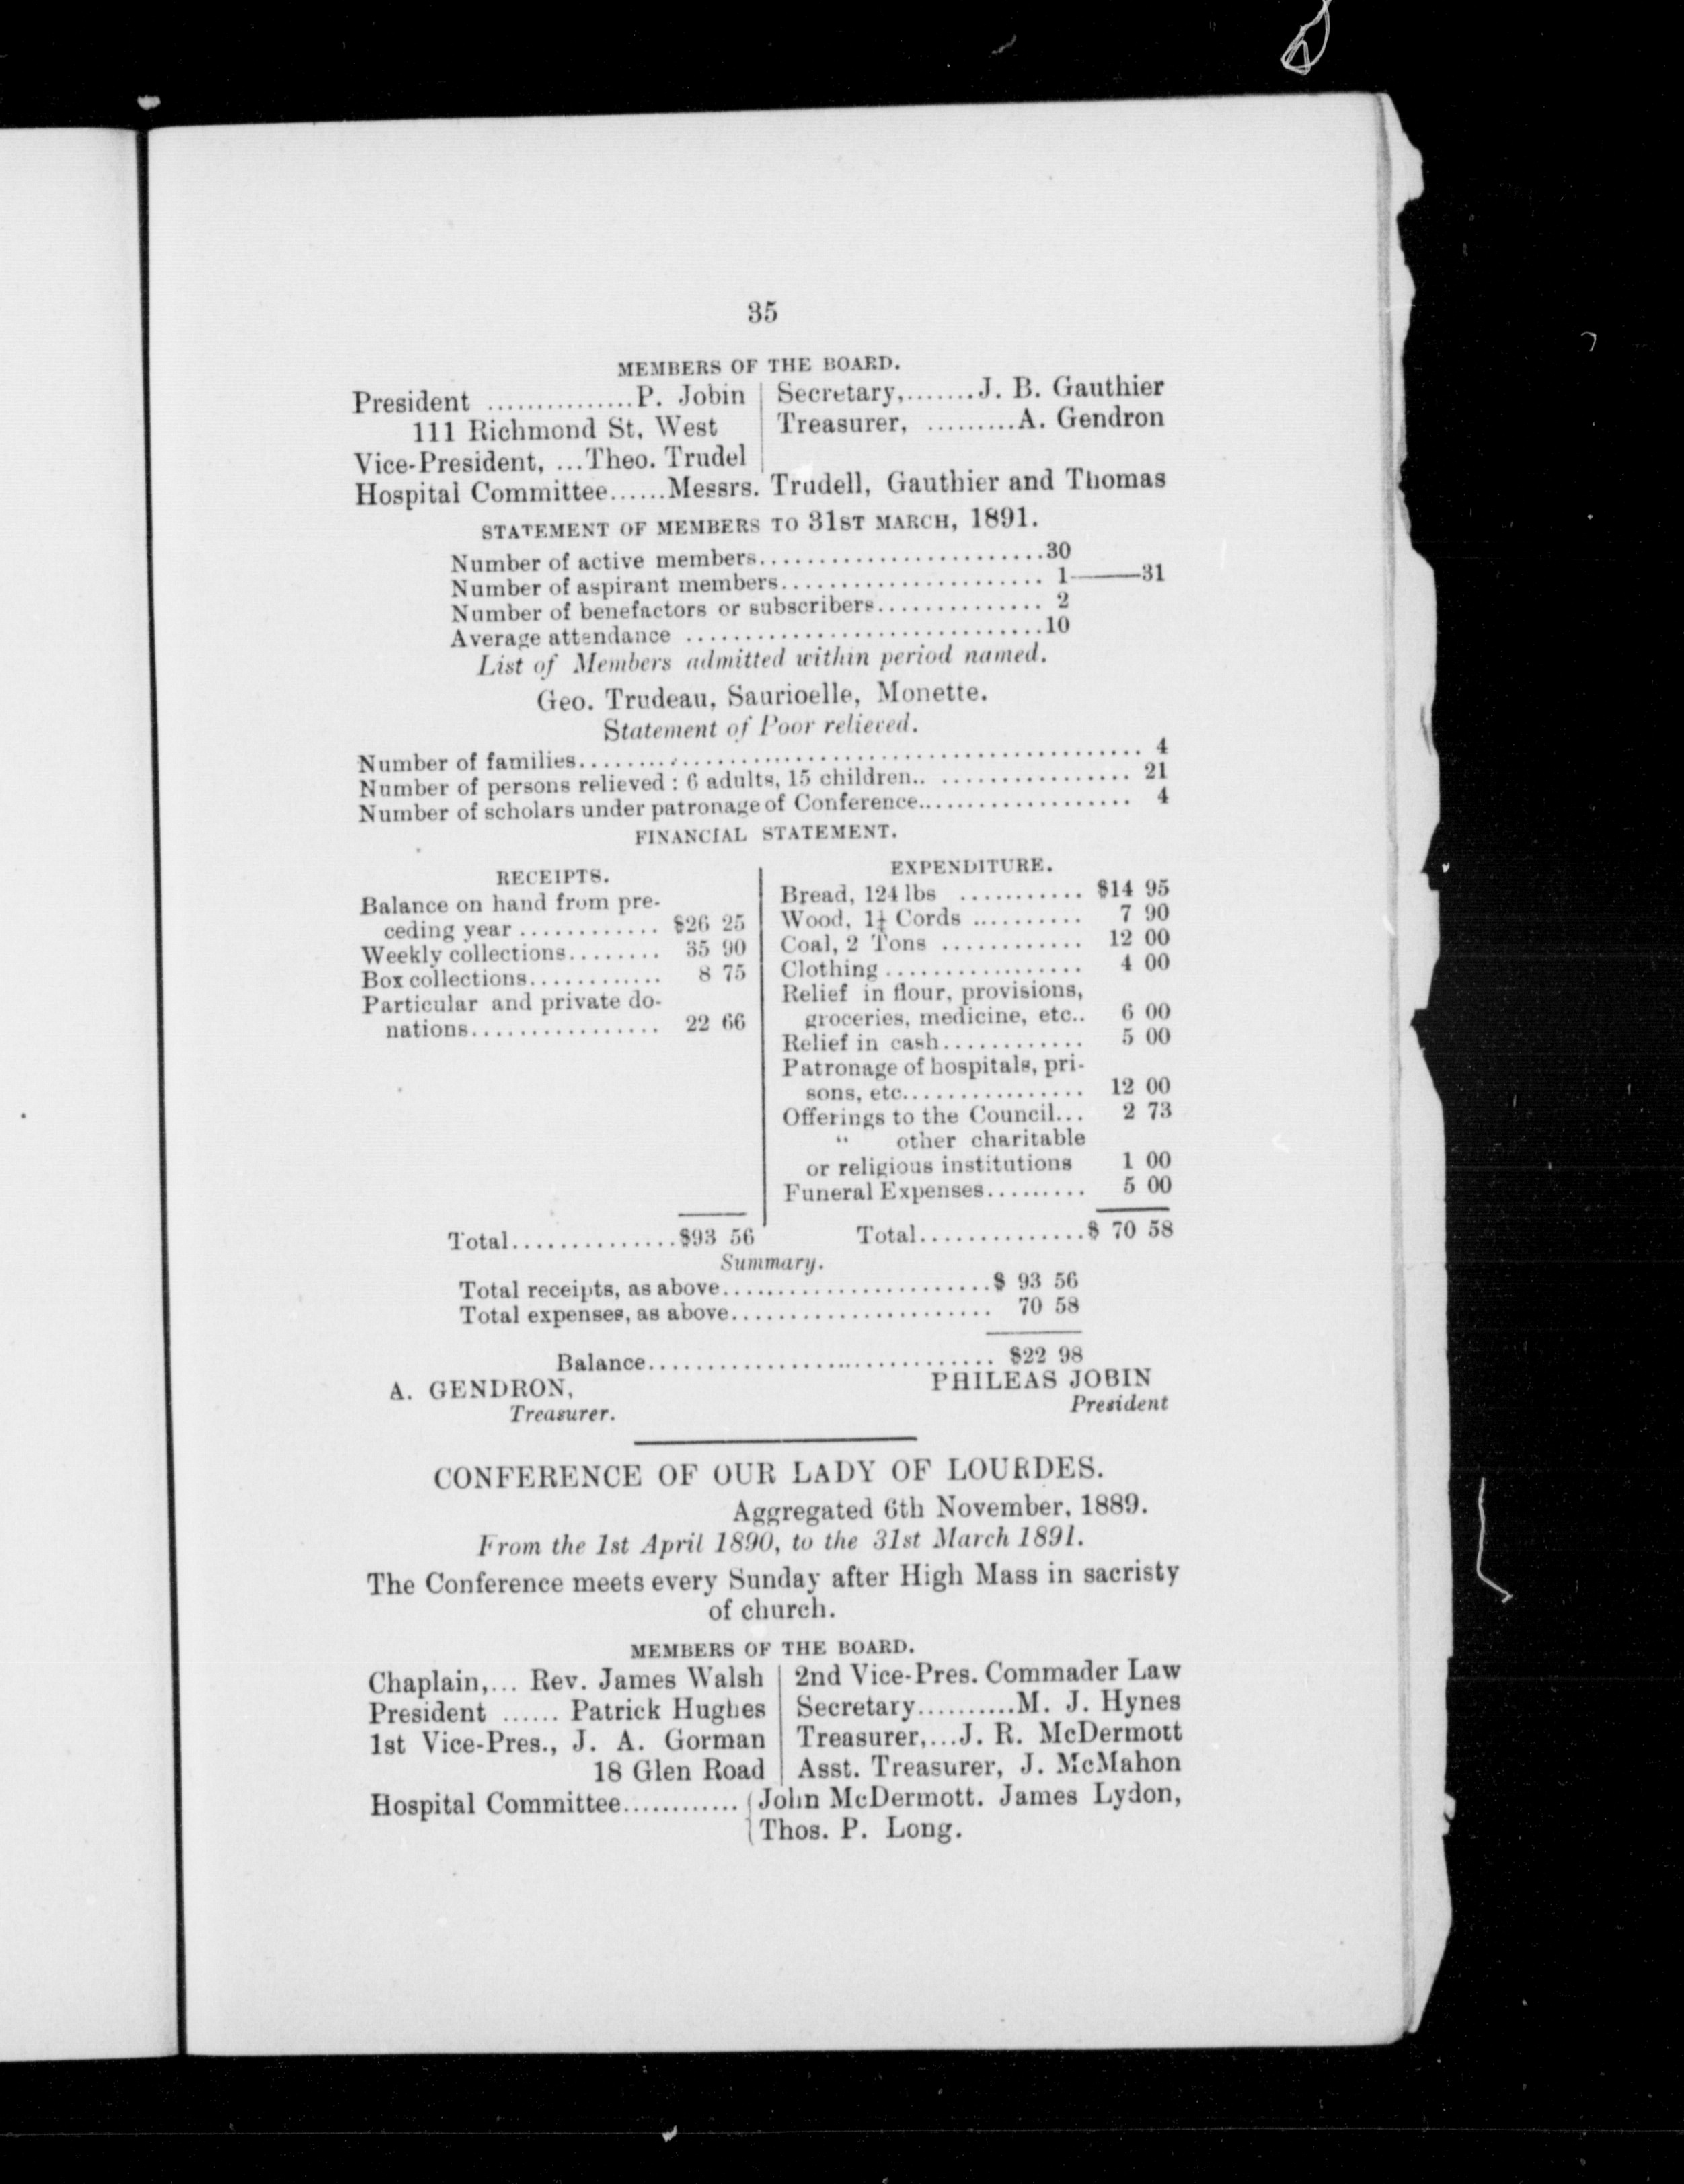 35
MEMBERS OF THE BOARD.
President ...............P. Jobin
111 Richmond St, West
Vice-President, ...Theo. Trudel
Secretary,.......J. B. Gauthier
Treasurer, .........A. Gendron
Hospital Committee......Messrs. Trudell, Gauthier and Thomas
STATEMENT OF MEMBERS TO 31ST MARCH, 1891.
Number of active members........................30
Number of aspirant members...................... 1——31
Number of benefactors or subscribers.............. 2
Average attendance ..............................10
List of Members admitted within period named.
Geo. Trudeau, Saurioelle, Monette.
Statement of Poor relieved.
Number of families............................................... 4
Number of persons relieved : 6 adults, 15 children.. ................ 21
Number of scholars under patronage of Conference................... 4
FINANCIAL STATEMENT.
RECEIPTS.
Balance on hand from pre-
ceding year ............ $26 25
Weekly collections........ 35 90
Box collections............ 8 75
Particular and private do-
nations................ 22 66
Total..............$93 56
EXPENDITURE.
Bread, 124 lbs ........... $14 95
Wood, 1¼ Cords .......... 7 90
Coal, 2 Tons ............ 12 00
Clothing ................. 4 00
Relief in flour, provisions,
groceries, medicine, etc.. 6 00
Relief in cash............ 5 00
Patronage of hospitals, pri-
sons, etc................ 12 00
Offerings to the Council... 2 73
“ other charitable
or religious institutions 1 00
Funeral Expenses......... 5 00
Total..............$ 70 58
Summary.
Total receipts, as above.......................$ 93 56
Total expenses, as above...................... 70 58
Balance.............................. $22 98
A. GENDRON,
Treasurer.
PHILEAS JOBIN
President
CONFERENCE OF OUR LADY OF LOURDES.
Aggregated 6th November, 1889.
From the 1st April 1890, to the 31st March 1891.
The Conference meets every Sunday after High Mass in sacristy
of church.
MEMBERS OF THE BOARD.
Chaplain,... Rev. James Walsh
President ...... Patrick Hughes
1st Vice-Pres., J. A. Gorman
18 Glen Road
2nd Vice-Pres. Commader Law
Secretary..........M. J. Hynes
Treasurer,...J. R. McDermott
Asst. Treasurer, J. McMahon
Hospital Committee............ { John McDermott. James Lydon,
Thos. P. Long.